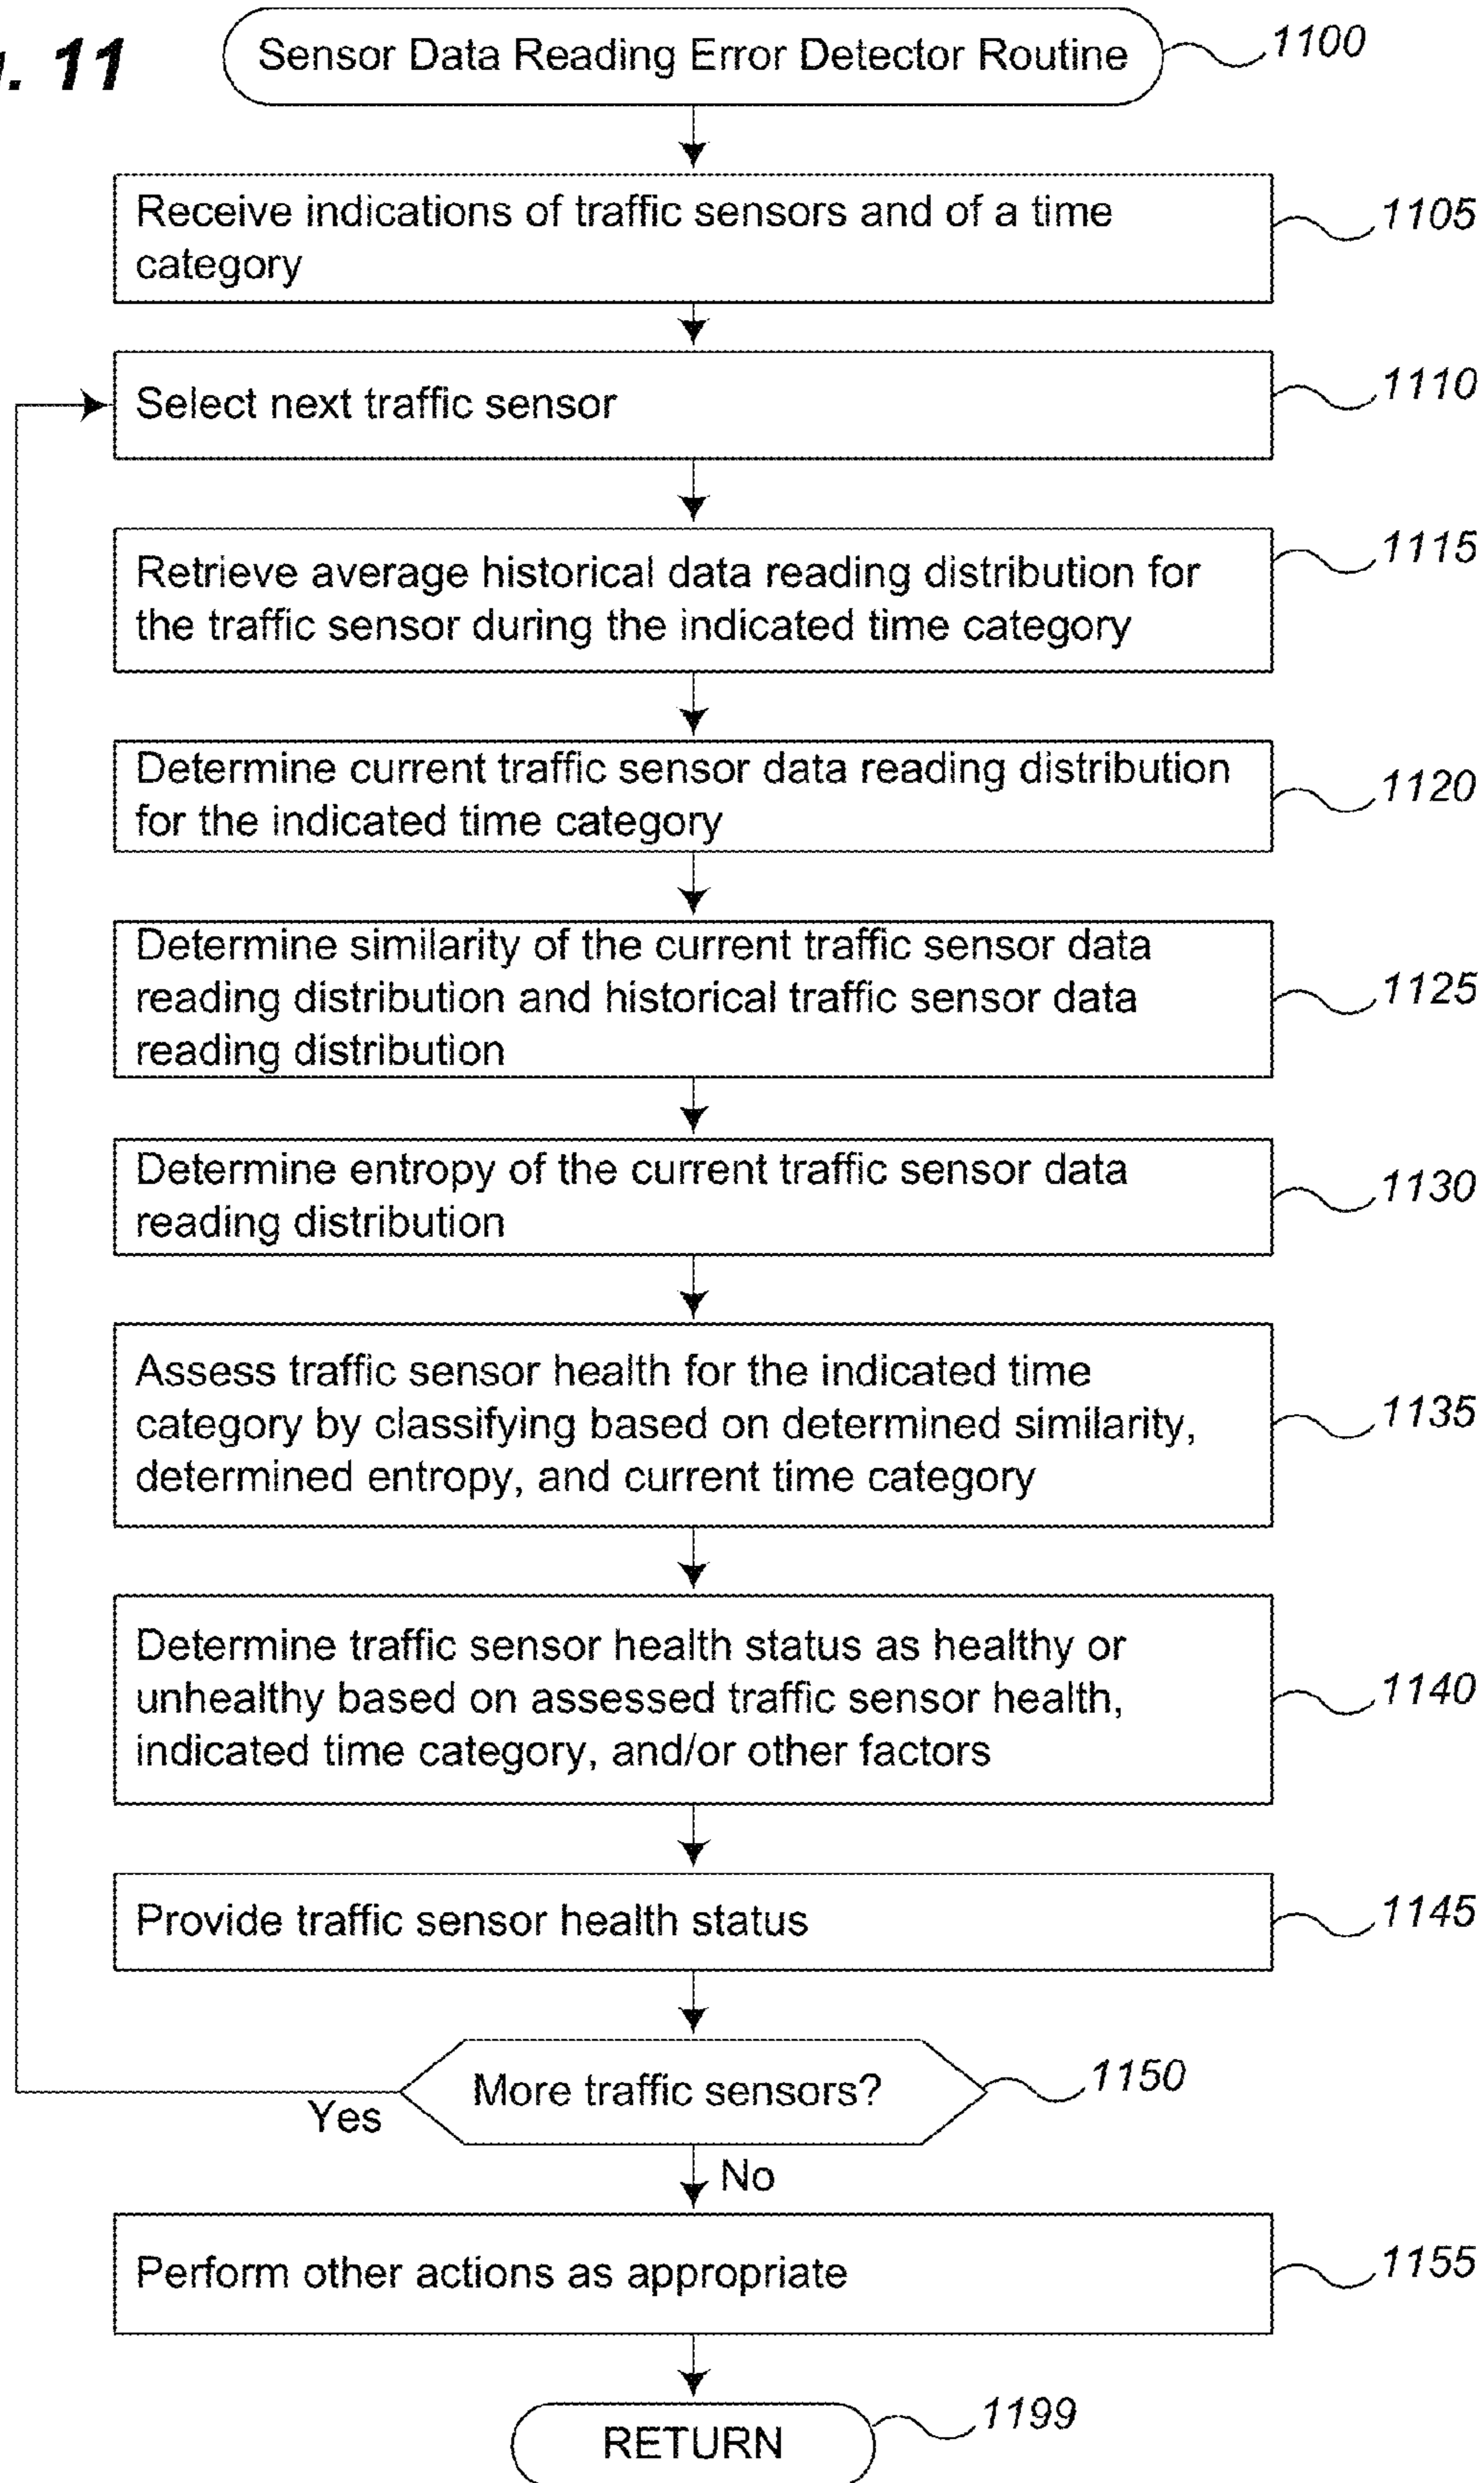 . 11
Sensor Data Reading Error Detector Routine
1100
Receive indications of traffic sensors and of a time
category
1105
Select next traffic sensor
1110
Retrieve average historical data reading distribution for
the traffic sensor during the indicated time category
1115
Determine current traffic sensor data reading distribution
for the indicated time category
1120
Determine similarity of the current traffic sensor data
reading distribution and historical traffic sensor data
reading distribution
1125
Determine entropy of the current traffic sensor data
reading distribution
1130
Assess traffic sensor health for the indicated time
category by classifying based on determined similarity,
determined entropy, and current time category
1135
Determine traffic sensor health status as healthy or
unhealthy based on assessed traffic sensor health,
indicated time category, and/or other factors
1140
Provide traffic sensor health status
1145
More traffic sensors?
1150
Yes
No
Perform other actions as appropriate
1155
RETURN
1199